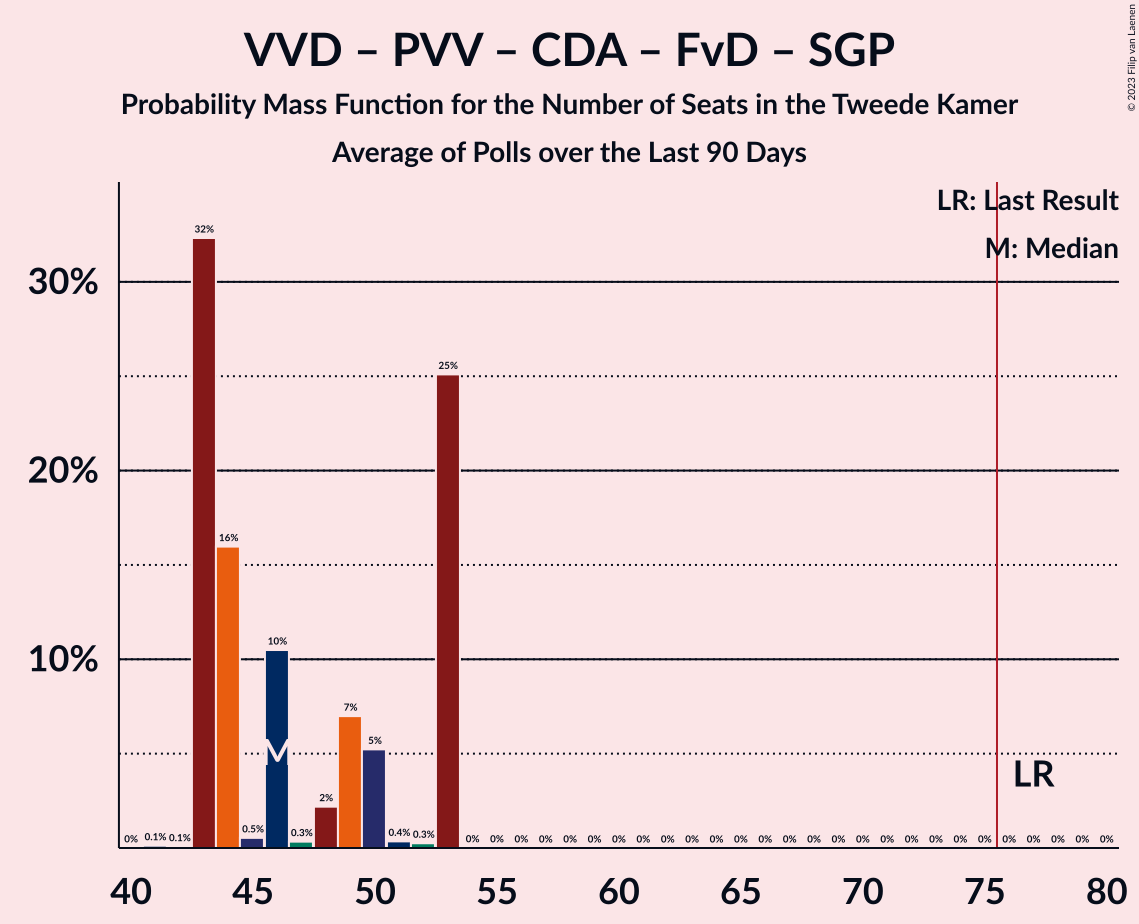 VVD – PVV – CDA – FvD – SGP
Probability Mass Function for the Number of Seats in the Tweede Kamer
Average of Polls over the Last 90 Days
© 2023 Filip van Laenen
LR: Last Result
M: Median
30%
20%
10%
0% 0.1% 0.1% 32% 16% 0.5% 10% 0.3% 2% 7% 5% 0.4% 0.3% 25% 0% 0% 0% 0% 0% 0% 0% 0% 0% 0% 0% 0% 0% 0% 0% 0% 0% 0% 0% 0% 0% 0% 0% 0% 0% 0% 0%
M
LR
40 45 50 55 60 65 70 75 80